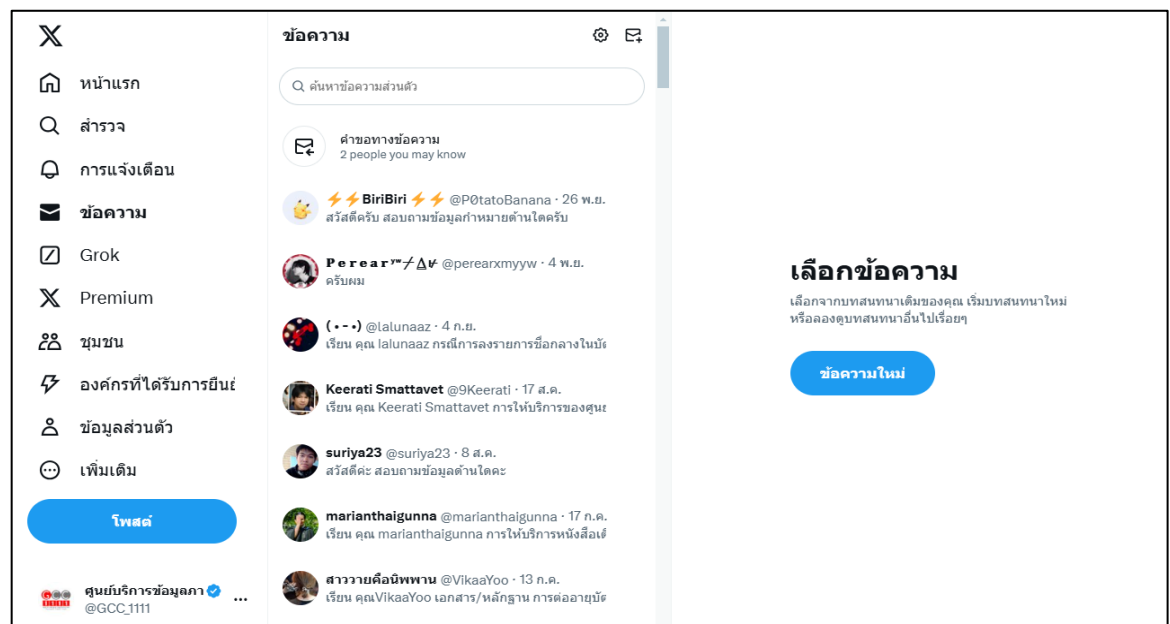 หน้าแรก
สำรวจ
การแจ้งเตือน
ข้อความ
Grok
Premium
ชุมชน
องค์กรที่ได้รับการยืนยั
ข้อมูลส่วนตัว
เพิ่มเติม
โพสต์
ศูนย์บริการข้อมูลภา
@GCC_1111
ข้อความ
ค้นหาข้อความส่วนตัว
คำขอทางข้อความ
2 people you may know
⚡⚡BiriBiri⚡⚡ @P0tatoBanana · 26 พ.ย.
สวัสดีครับ สอบถามข้อมูลกำหมายด้านใดครับ
Perear @perearxmyyw · 4 พ.ย.
ครับผม
(•-•) @lalunaaz · 4 ก.ย.
เรียน คุณ lalunaaz กรณีการลงรายการชื่อกลางในบัต
Keerati Smattavet @9Keerati · 17 ส.ค.
เรียน คุณ Keerati Smattavet การให้บริการของศูนย
suriya23 @suriya23 · 8 ส.ค.
สวัสดีค่ะ สอบถามข้อมูลด้านใดคะ
marianthaigunna @marianthaigunna · 17 ก.ค.
เรียน คุณ marianthaigunna การให้บริการหนังสือเดิ
สาววายคือนิพพาน @VikaaYoo · 13 ก.ค.
เรียน คุณVikaaYoo เอกสาร/หลักฐาน การต่ออายุบัต
เลือกข้อความ
เลือกจากบทสนทนาเดิมของคุณ เริ่มบทสนทนาใหม่
หรือลองดูบทสนทนาอื่นไปเรื่อยๆ
ข้อความใหม่